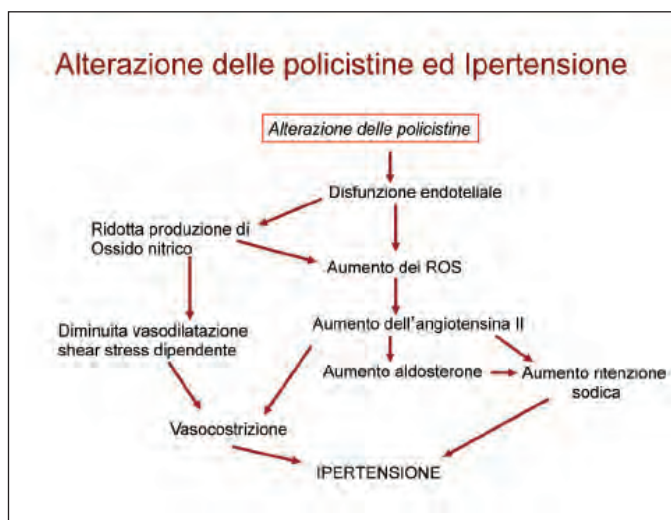 Alterazione delle policistine ed Ipertensione
Alterazione delle policistine
Disfunzione endoteliale
Ridotta produzione di
Ossido nitrico
Aumento dei ROS
Diminuita vasodilatazione
shear stress dipendente
Aumento dell'angiotensina II
Aumento aldosterone
Aumento ritenzione
sodica
Vasocostrizione
IPERTENSIONE